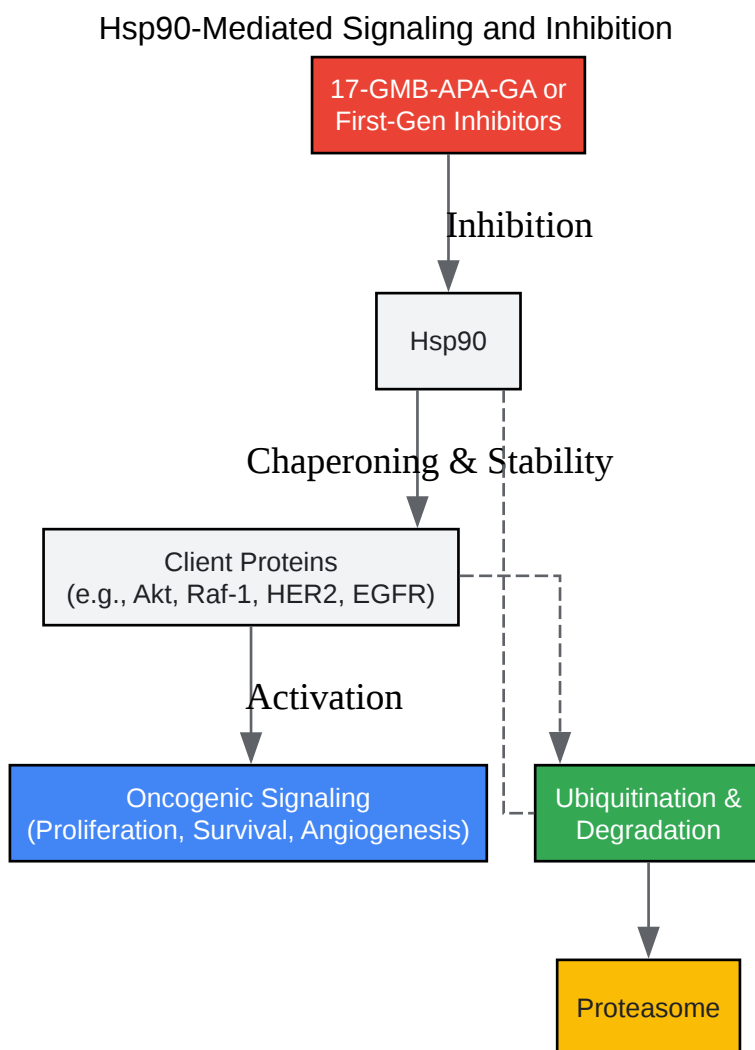 Hsp90-Mediated Signaling and Inhibition
17-GMB-APA-GA or
First-Gen Inhibitors
Inhibition
Hsp90
Chaperoning & Stability
Client Proteins
(e.g., Akt, Raf-1, HER2, EGFR)
Activation
Oncogenic Signaling
(Proliferation, Survival, Angiogenesis)
Ubiquitination &
Degradation
Proteasome